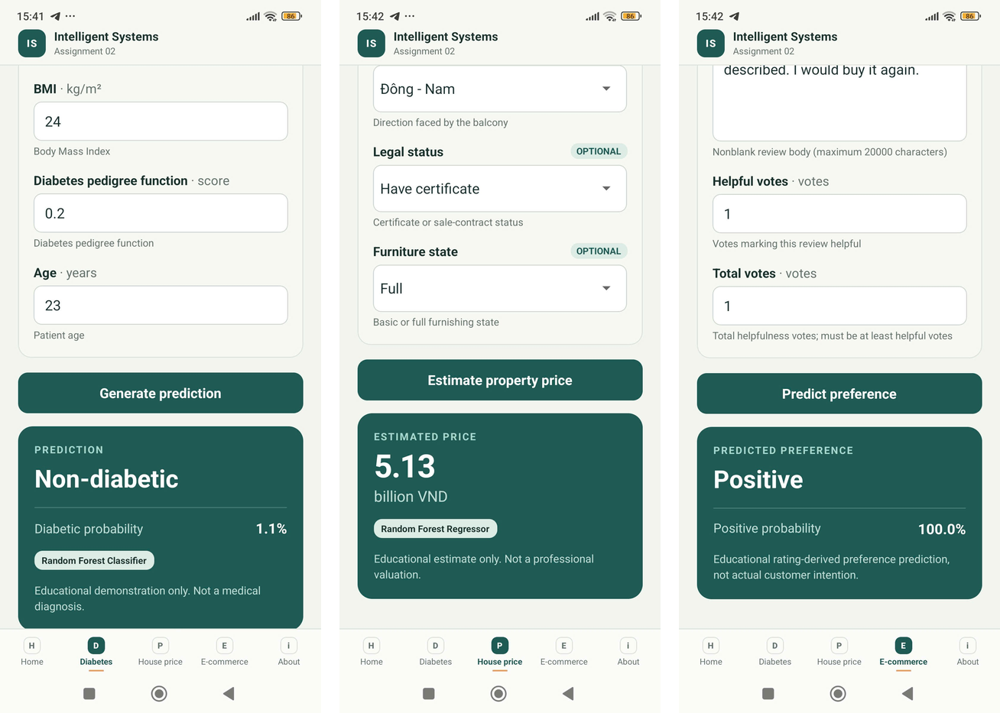 15:41
86
IS
Intelligent Systems
Assignment 02
BMI · kg/m²
24
Body Mass Index
Diabetes pedigree function · score
0.2
Diabetes pedigree function
Age · years
23
Patient age
Generate prediction
PREDICTION
Non-diabetic
Diabetic probability 1.1%
Random Forest Classifier
Educational demonstration only. Not a medical
diagnosis.
H D P E i
Home Diabetes House price E-commerce About
15:42
86
IS
Intelligent Systems
Assignment 02
Đông - Nam
Direction faced by the balcony
Legal status OPTIONAL
Have certificate
Certificate or sale-contract status
Furniture state OPTIONAL
Full
Basic or full furnishing state
Estimate property price
ESTIMATED PRICE
5.13
billion VND
Random Forest Regressor
Educational estimate only. Not a professional
valuation.
H D P E i
Home Diabetes House price E-commerce About
15:42
86
IS
Intelligent Systems
Assignment 02
described. I would buy it again.
Nonblank review body (maximum 20000 characters)
Helpful votes · votes
1
Votes marking this review helpful
Total votes · votes
1
Total helpfulness votes; must be at least helpful votes
Predict preference
PREDICTED PREFERENCE
Positive
Positive probability 100.0%
Educational rating-derived preference prediction,
not actual customer intention.
H D P E i
Home Diabetes House price E-commerce About